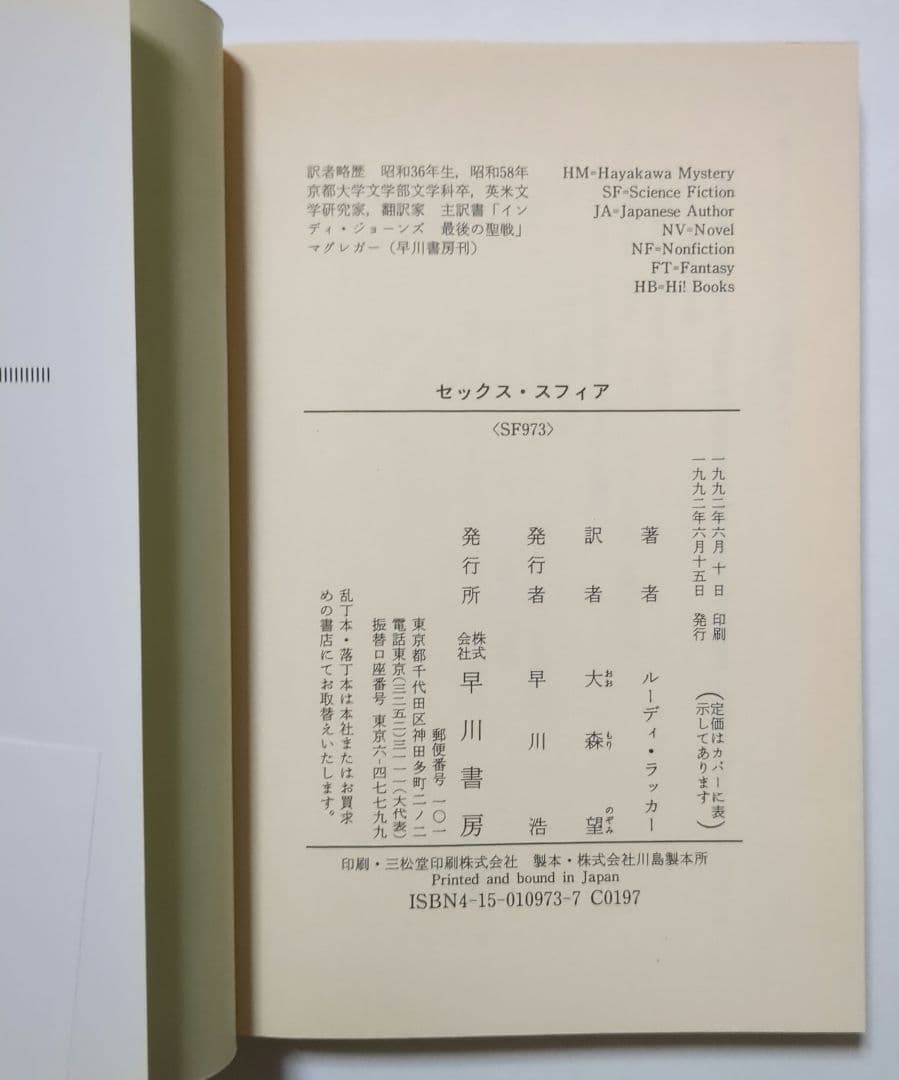 訳者略歴　昭和36年生，昭和58年
京都大学文学部文学科卒，英米文
学研究家，翻訳家　主訳書「イン
ディ・ジョーンズ　最後の聖戦」
マグレガー（早川書房刊）
HM=Hayakawa Mystery
SF=Science Fiction
JA=Japanese Author
NV=Novel
NF=Nonfiction
FT=Fantasy
HB=Hi! Books
セックス・スフィア
〈SF973〉
一九九二年六月　十　日　印刷
一九九二年六月十五日　発行
（定価はカバーに表
示してあります）
著　者　ルーディ・ラッカー
訳　者　大森　望
おお もり のぞみ
発行者　早川　浩
発行所　株式会社　早川書房
郵便番号　一〇一
東京都千代田区神田多町二ノ二
電話東京（三二五二）三一一一（大代表）
振替口座番号　東京六-四七七九九
乱丁本・落丁本は本社またはお買求
めの書店にてお取替えいたします。
印刷・三松堂印刷株式会社　製本・株式会社川島製本所
Printed and bound in Japan
ISBN4-15-010973-7 C0197